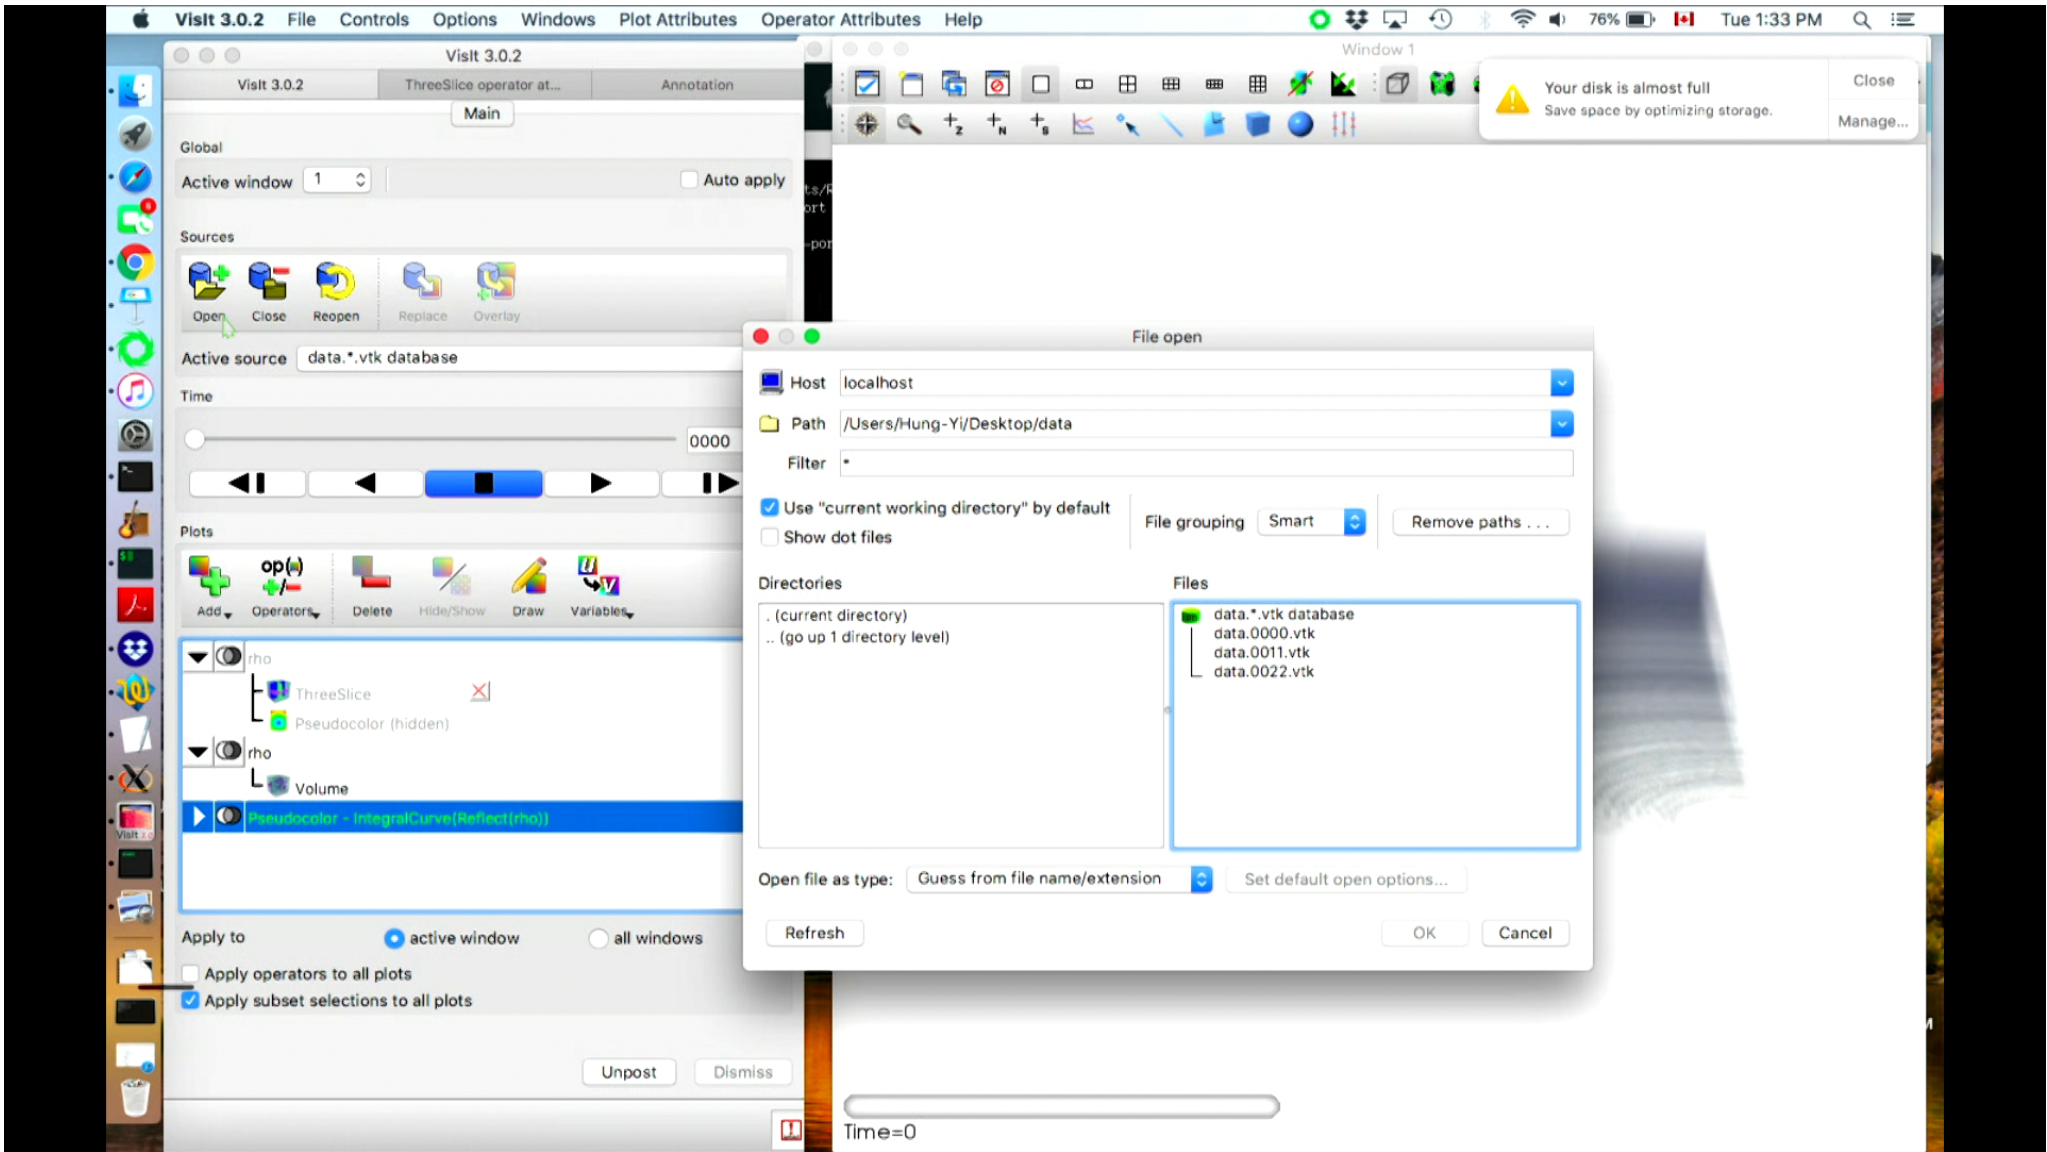 VisIt 3.0.2 File Controls Options Windows Plot Attributes Operator Attributes Help 76% Tue 1:33 PM
VisIt 3.0.2
VisIt 3.0.2 ThreeSlice operator at... Annotation
Main
Global
Active window 1 Auto apply
Sources
Open Close Reopen Replace Overlay
Active source data.*.vtk database
Time
0000
Plots
op( )
+/-
Add Operators Delete Hide/Show Draw Variables
rho
ThreeSlice
Pseudocolor (hidden)
rho
Volume
Pseudocolor - IntegralCurve(Reflect(rho))
Apply to active window all windows
Apply operators to all plots
Apply subset selections to all plots
Unpost Dismiss
ts/R
ort
=por
Window 1
Your disk is almost full
Save space by optimizing storage.
Close
Manage...
File open
Host localhost
Path /Users/Hung-Yi/Desktop/data
Filter *
Use "current working directory" by default
Show dot files
File grouping Smart Remove paths . . .
Directories
. (current directory)
.. (go up 1 directory level)
Files
data.*.vtk database
data.0000.vtk
data.0011.vtk
data.0022.vtk
Open file as type: Guess from file name/extension Set default open options...
Refresh OK Cancel
Time=0